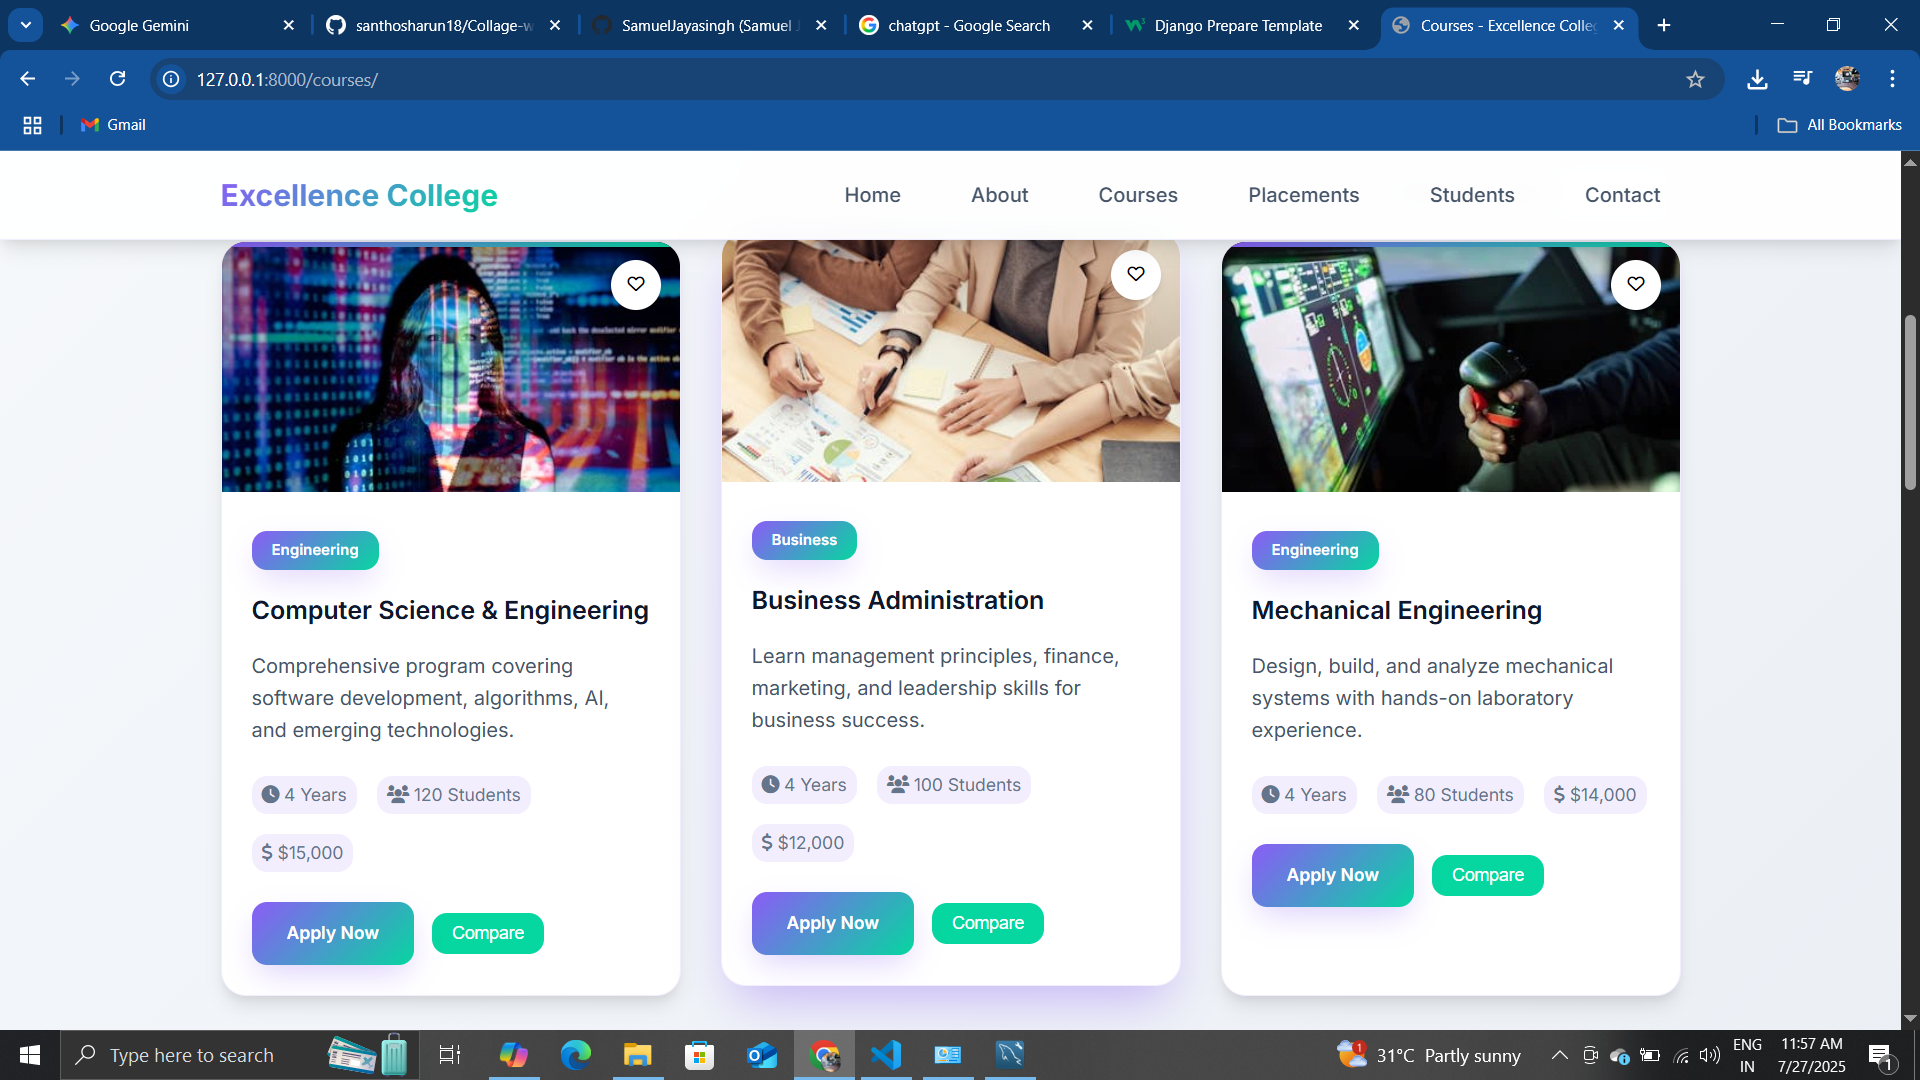 Google Gemini
santhosharun18/Collage-w
SamuelJayasingh (Samuel J
chatgpt - Google Search
Django Prepare Template
Courses - Excellence Colleg
127.0.0.1:8000/courses/
Gmail
All Bookmarks
Excellence College
Home
About
Courses
Placements
Students
Contact
Engineering
Computer Science & Engineering
Comprehensive program covering
software development, algorithms, AI,
and emerging technologies.
4 Years
120 Students
$ $15,000
Apply Now
Compare
Business
Business Administration
Learn management principles, finance,
marketing, and leadership skills for
business success.
4 Years
100 Students
$ $12,000
Apply Now
Compare
Engineering
Mechanical Engineering
Design, build, and analyze mechanical
systems with hands-on laboratory
experience.
4 Years
80 Students
$ $14,000
Apply Now
Compare
Type here to search
1
31°C Partly sunny
ENG
IN
11:57 AM
7/27/2025
1